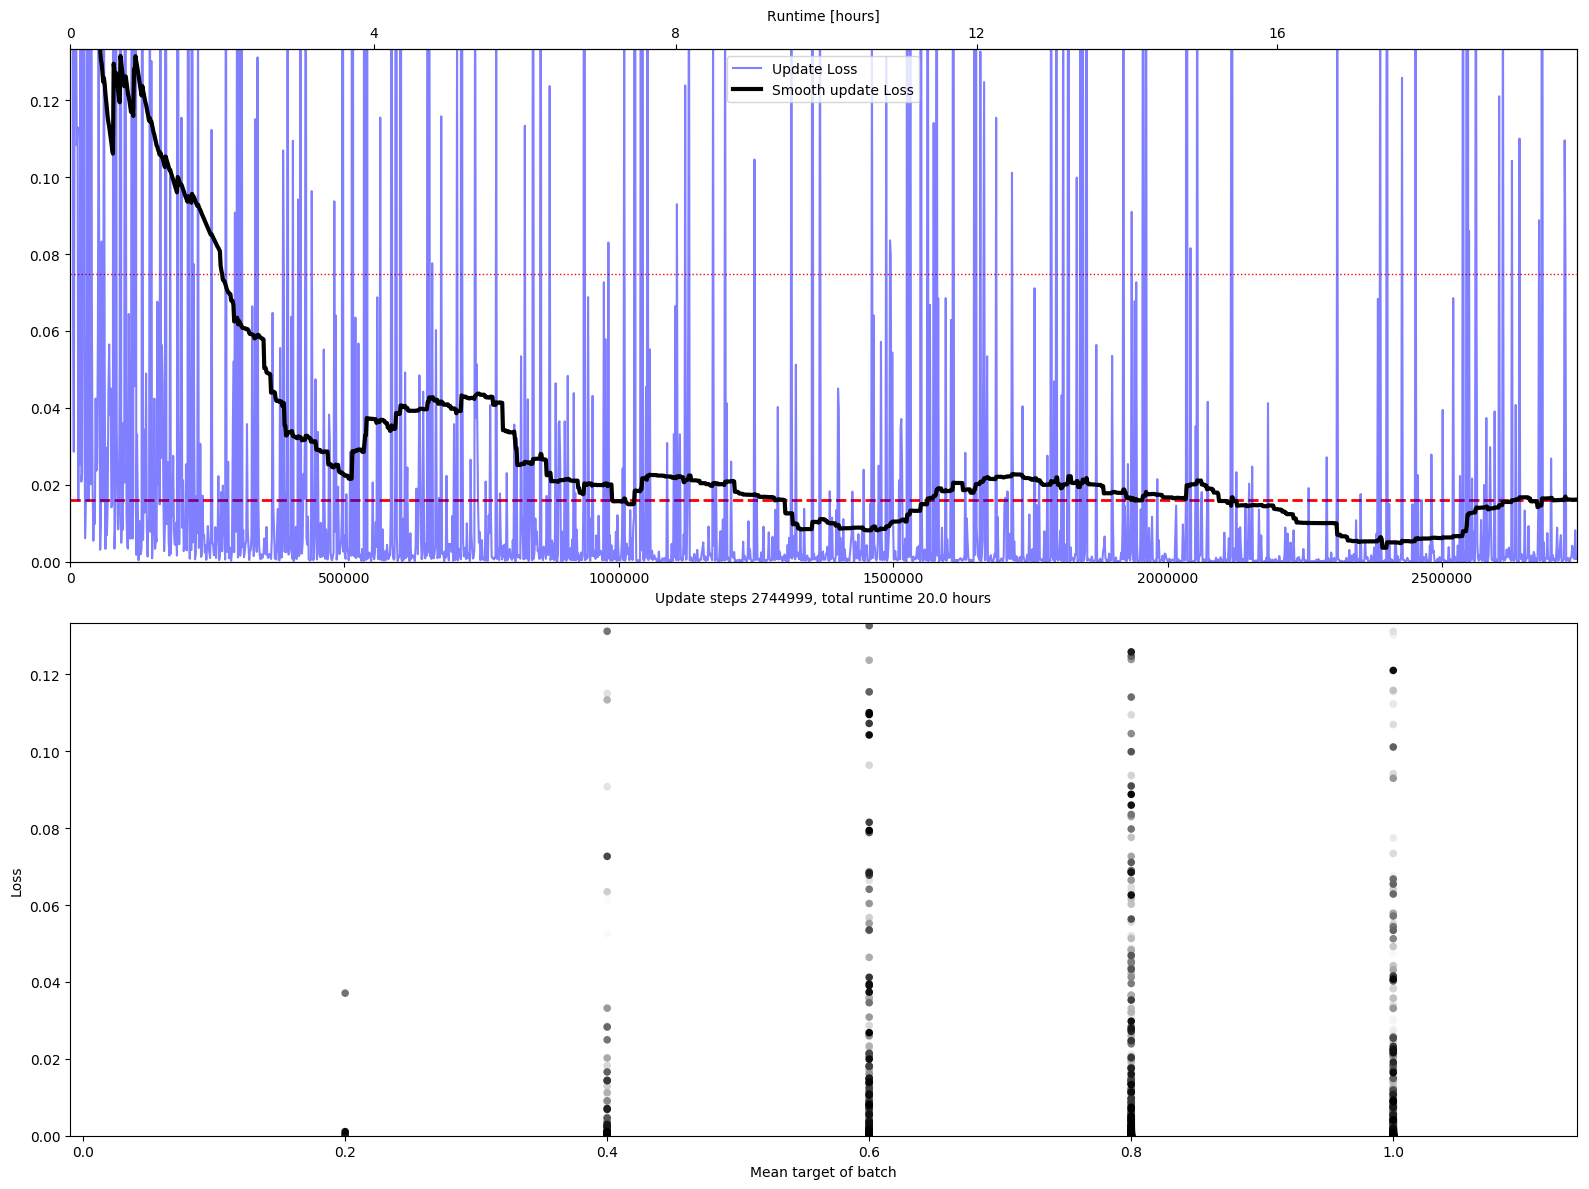 Runtime [hours]
0 4 8 12 16
Update Loss
Smooth update Loss
0.12
0.10
0.08
0.06
0.04
0.02
0.00
0 500000 1000000 1500000 2000000 2500000
Update steps 2744999, total runtime 20.0 hours
Loss
0.12
0.10
0.08
0.06
0.04
0.02
0.00
0.0 0.2 0.4 0.6 0.8 1.0
Mean target of batch